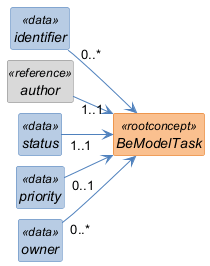 «data»
identifier
0..*
«reference»
author
1..1
«data»
status
1..1
«rootconcept»
BeModelTask
«data»
priority
0..1
«data»
owner
0..*